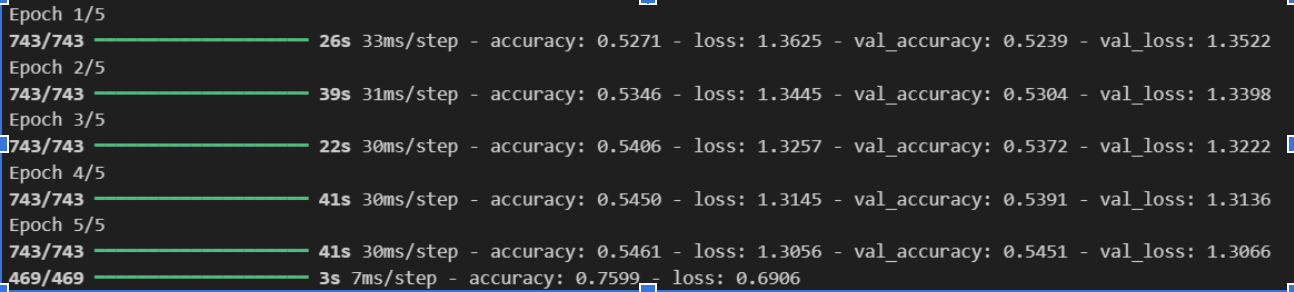 Epoch 1/5
743/743 ━━━━━━━━━━━━━━━━━━━━ 26s 33ms/step - accuracy: 0.5271 - loss: 1.3625 - val_accuracy: 0.5239 - val_loss: 1.3522
Epoch 2/5
743/743 ━━━━━━━━━━━━━━━━━━━━ 39s 31ms/step - accuracy: 0.5346 - loss: 1.3445 - val_accuracy: 0.5304 - val_loss: 1.3398
Epoch 3/5
743/743 ━━━━━━━━━━━━━━━━━━━━ 22s 30ms/step - accuracy: 0.5406 - loss: 1.3257 - val_accuracy: 0.5372 - val_loss: 1.3222
Epoch 4/5
743/743 ━━━━━━━━━━━━━━━━━━━━ 41s 30ms/step - accuracy: 0.5450 - loss: 1.3145 - val_accuracy: 0.5391 - val_loss: 1.3136
Epoch 5/5
743/743 ━━━━━━━━━━━━━━━━━━━━ 41s 30ms/step - accuracy: 0.5461 - loss: 1.3056 - val_accuracy: 0.5451 - val_loss: 1.3066
469/469 ━━━━━━━━━━━━━━━━━━━━ 3s 7ms/step - accuracy: 0.7599 - loss: 0.6906